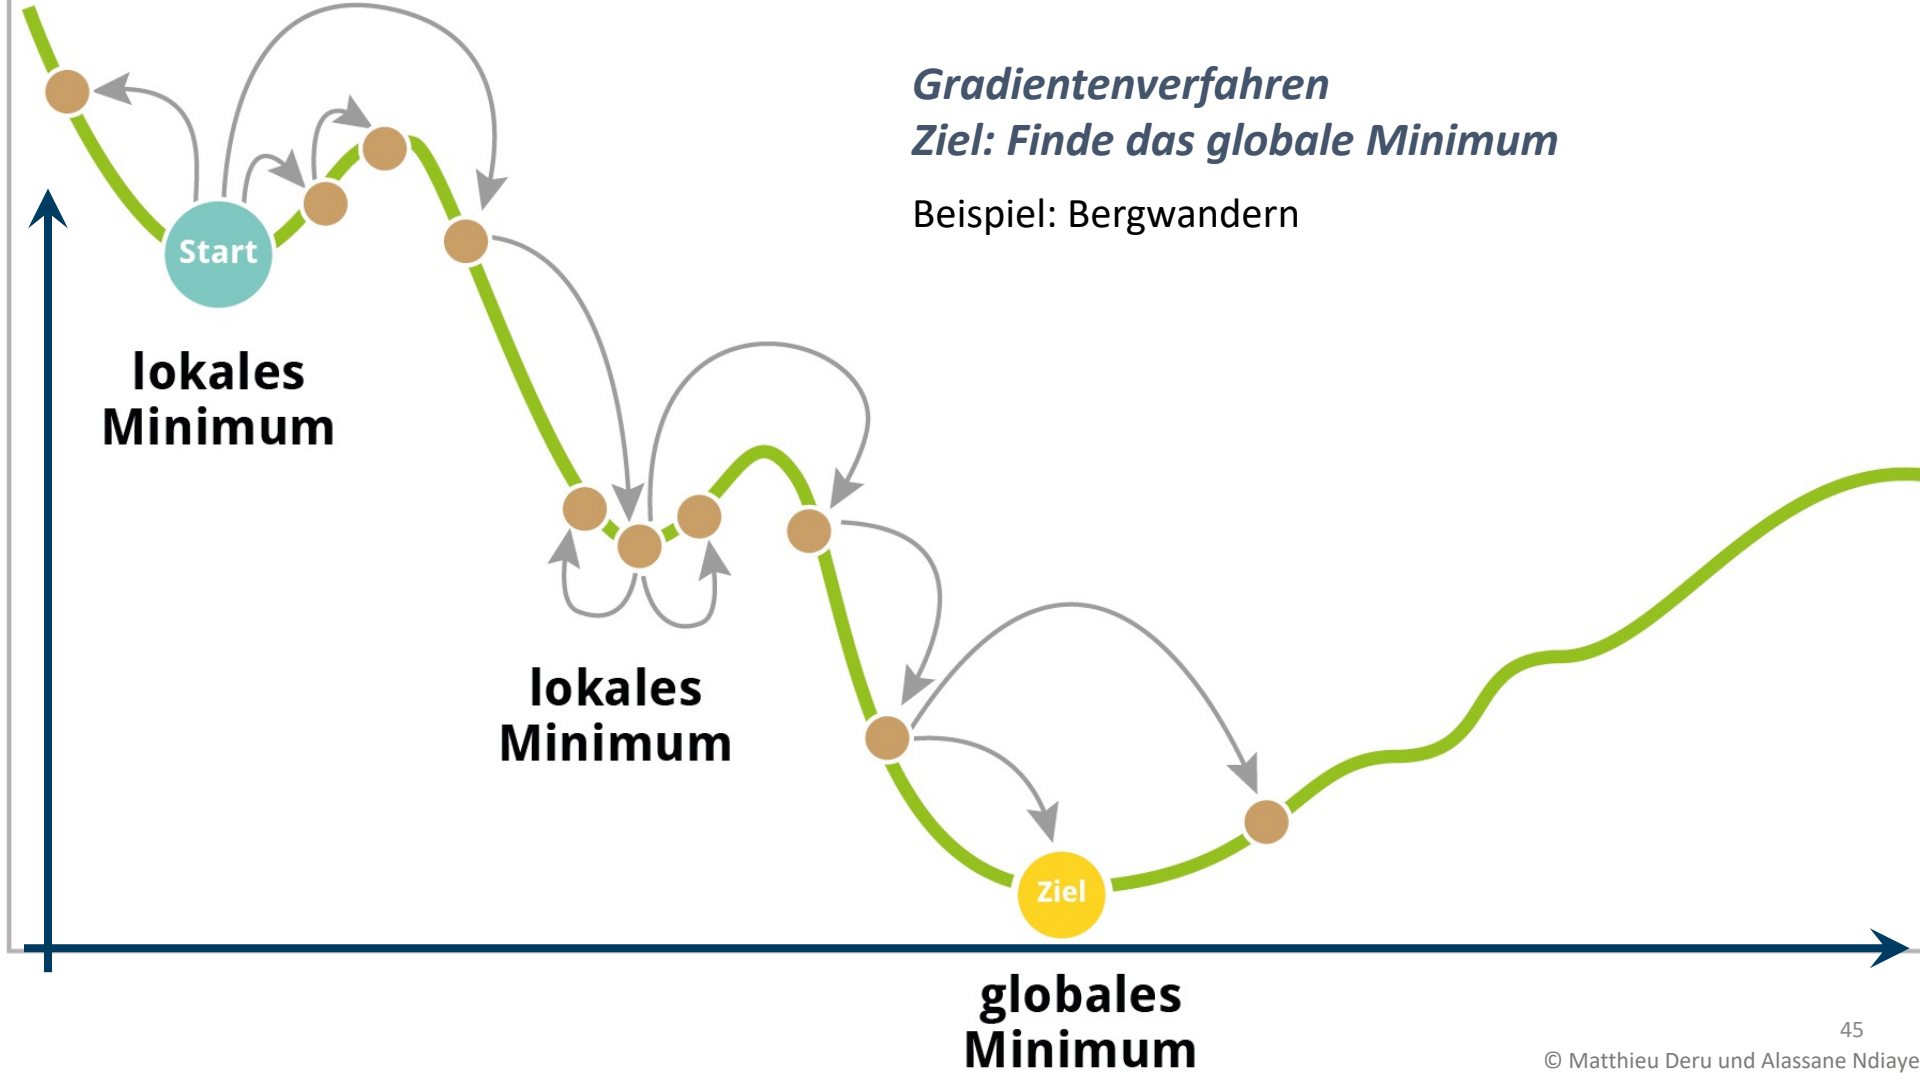 Gradientenverfahren
Ziel: Finde das globale Minimum
Beispiel: Bergwandern
Start
lokales
Minimum
lokales
Minimum
Ziel
globales
Minimum
45
© Matthieu Deru und Alassane Ndiaye